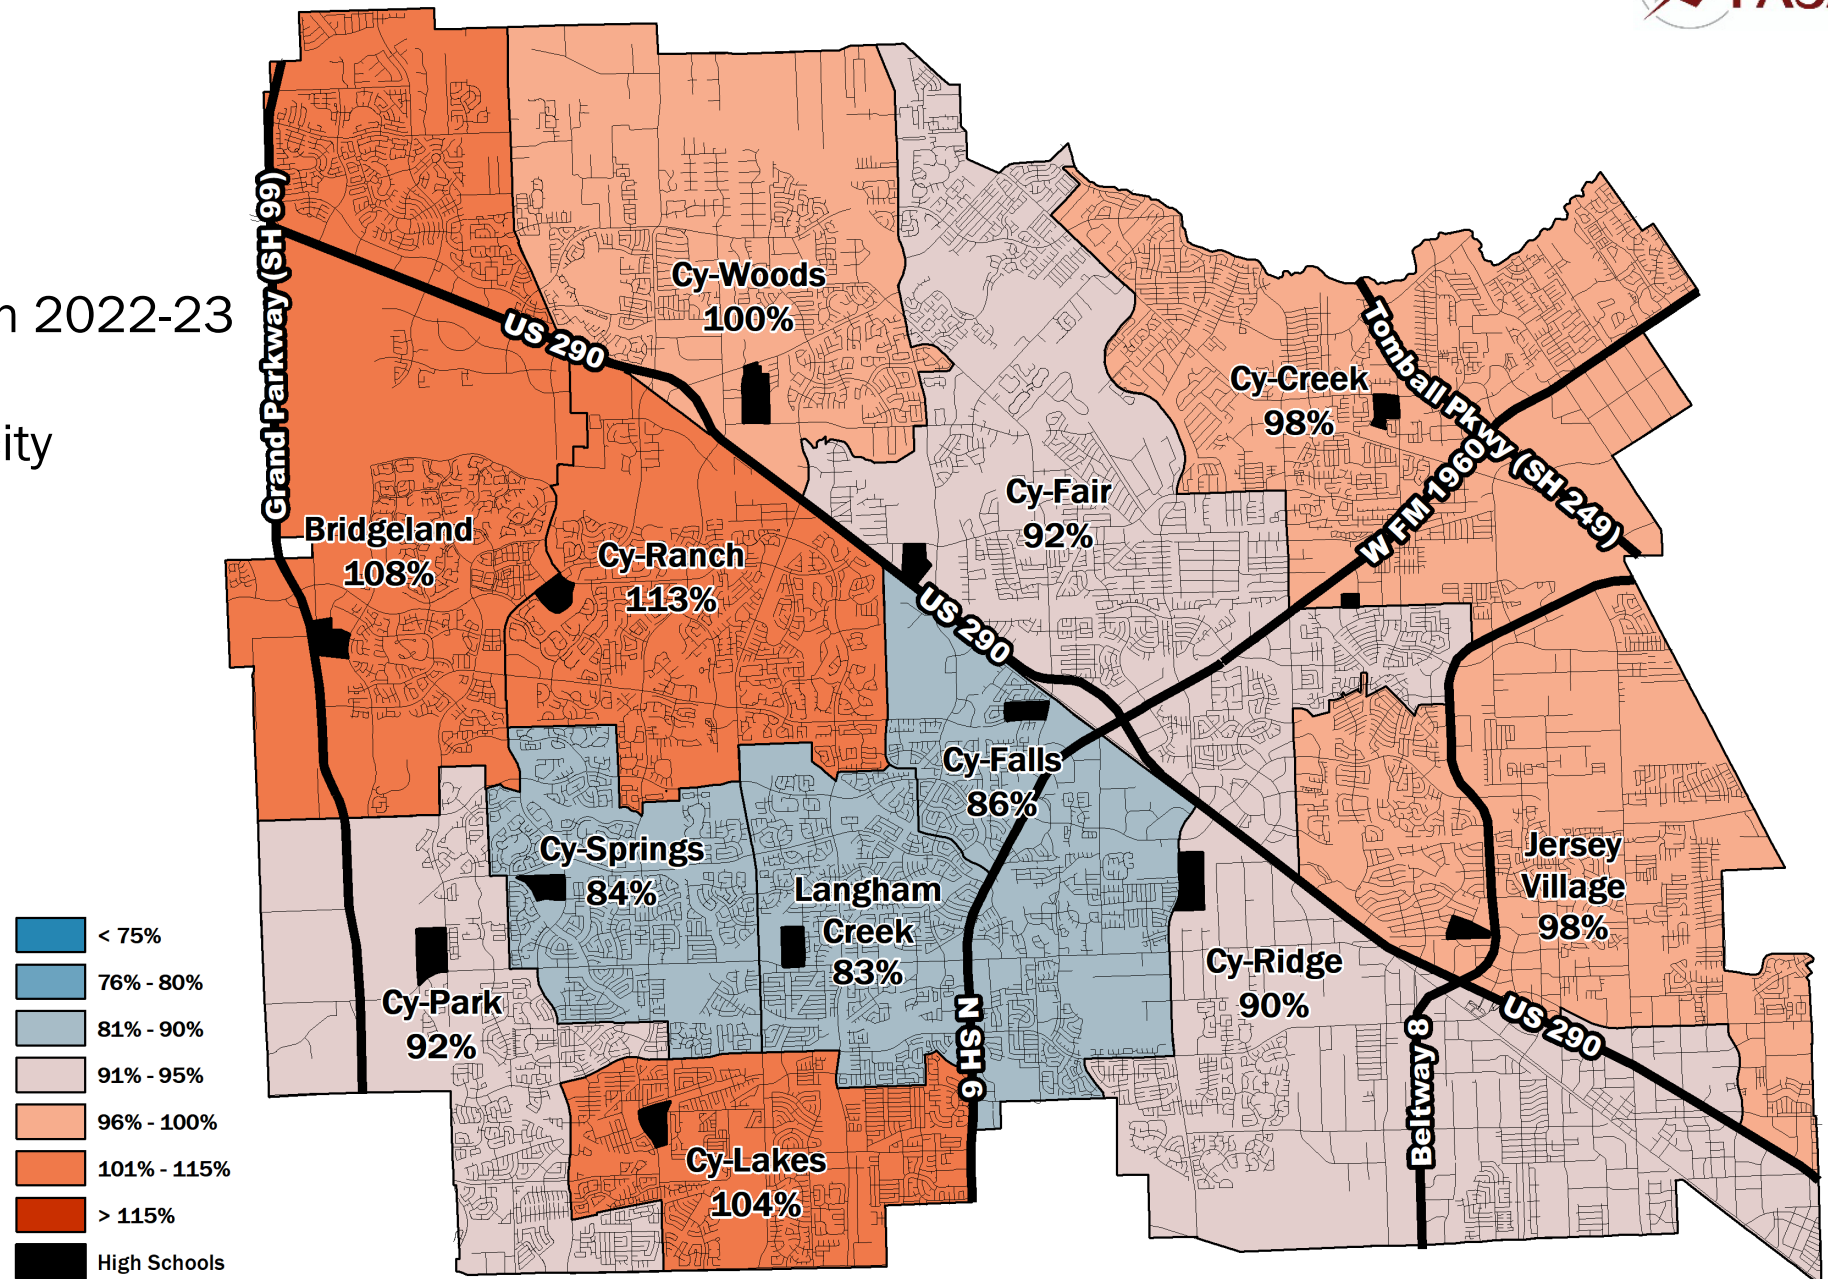 2022-23
Grand Parkway (SH 99)
US 290
Cy-Woods
100%
Cy-Creek
98%
Tomball Pkwy (SH 249)
W FM 1960
Cy-Fair
92%
Bridgeland
108%
Cy-Ranch
113%
US 290
Cy-Falls
86%
Cy-Springs
84%
Langham
Creek
83%
Jersey
Village
98%
Cy-Ridge
90%
Cy-Park
92%
N SH 6
Beltway 8
US 290
Cy-Lakes
104%
< 75%
76% - 80%
81% - 90%
91% - 95%
96% - 100%
101% - 115%
> 115%
High Schools